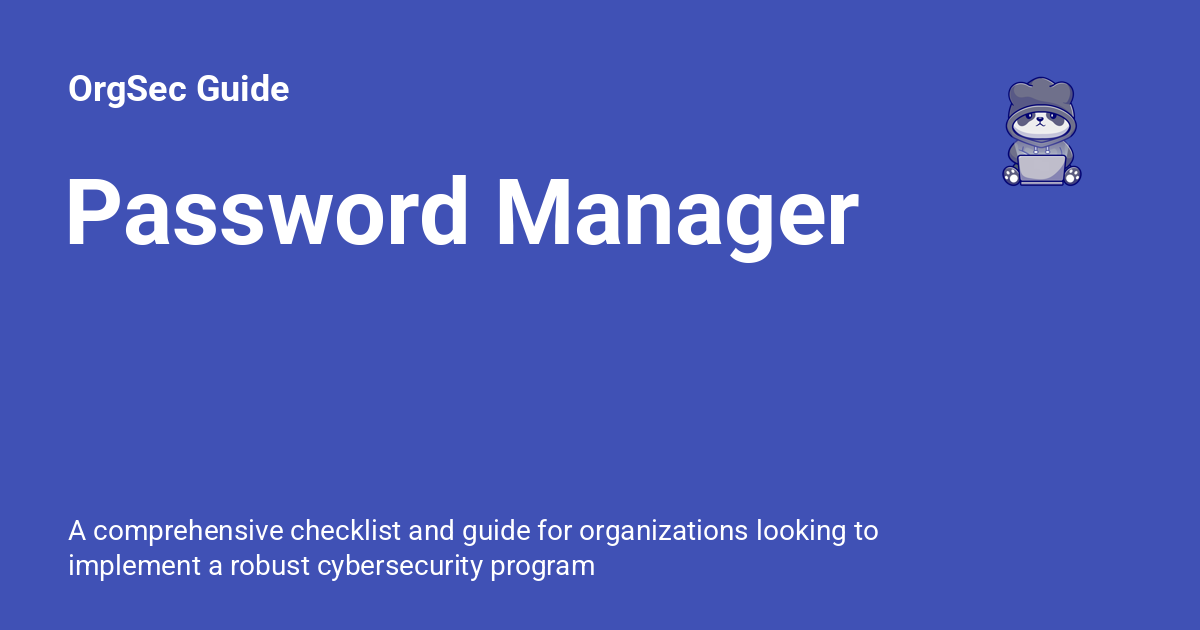 OrgSec Guide
Password Manager
A comprehensive checklist and guide for organizations looking to
implement a robust cybersecurity program